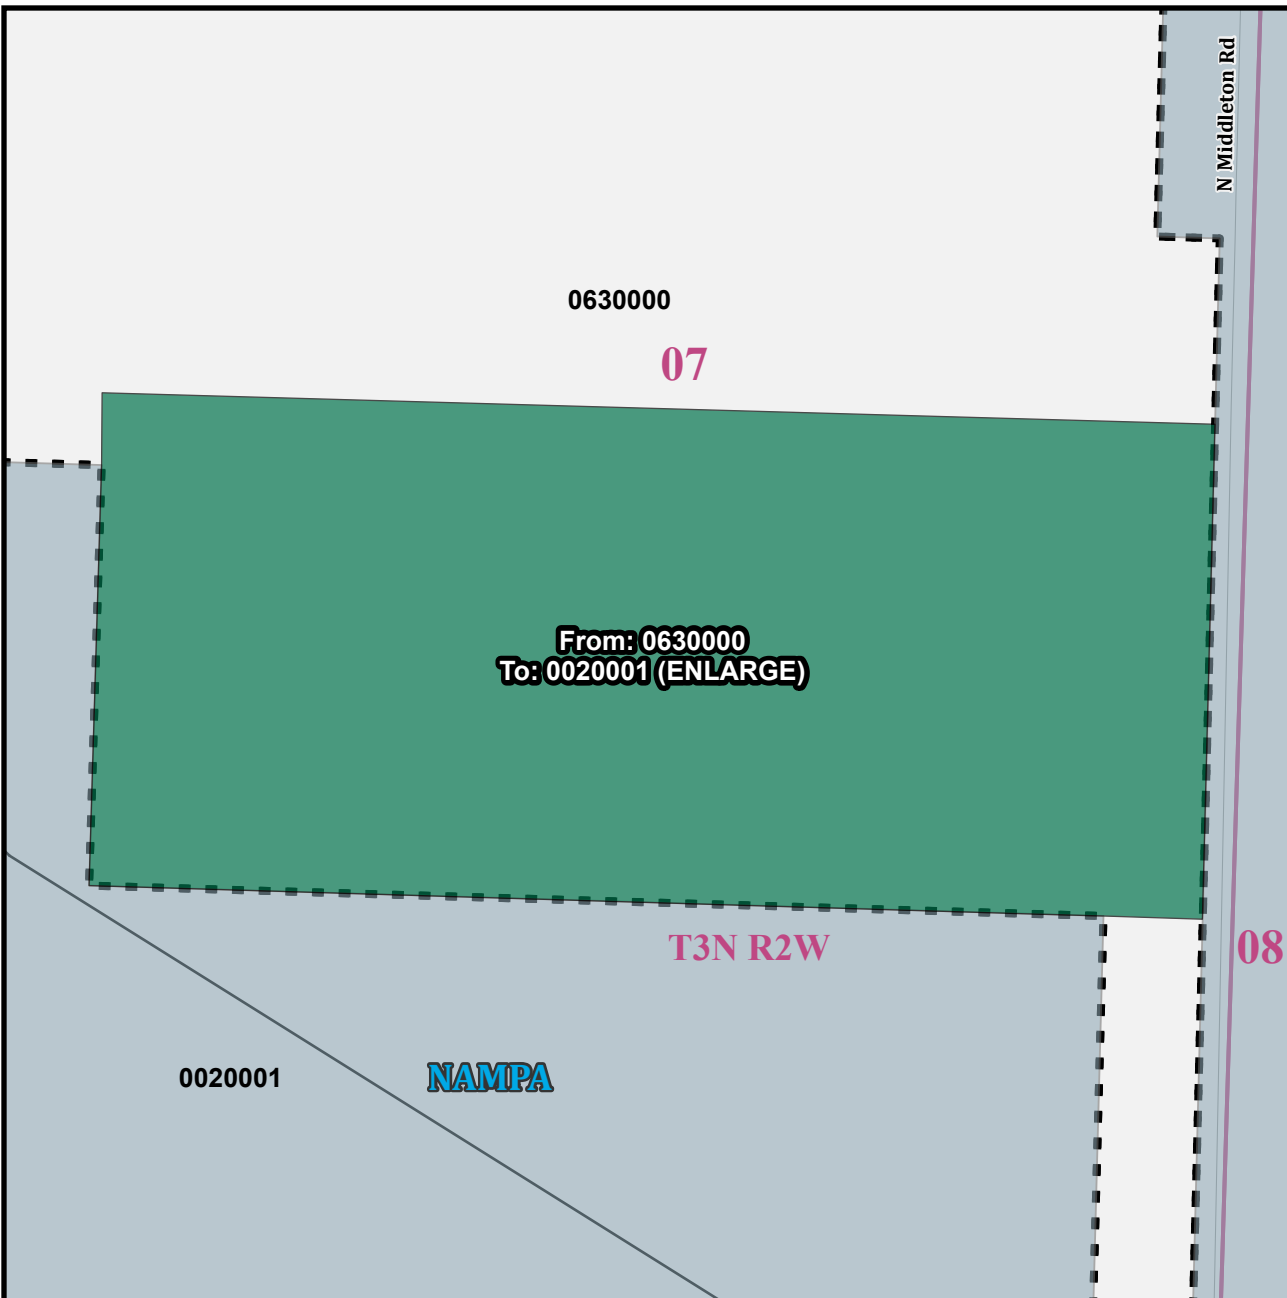 N Middleton Rd
0630000
07
From: 0630000
To: 0020001 (ENLARGE)
T3N R2W
08
0020001
NAMPA